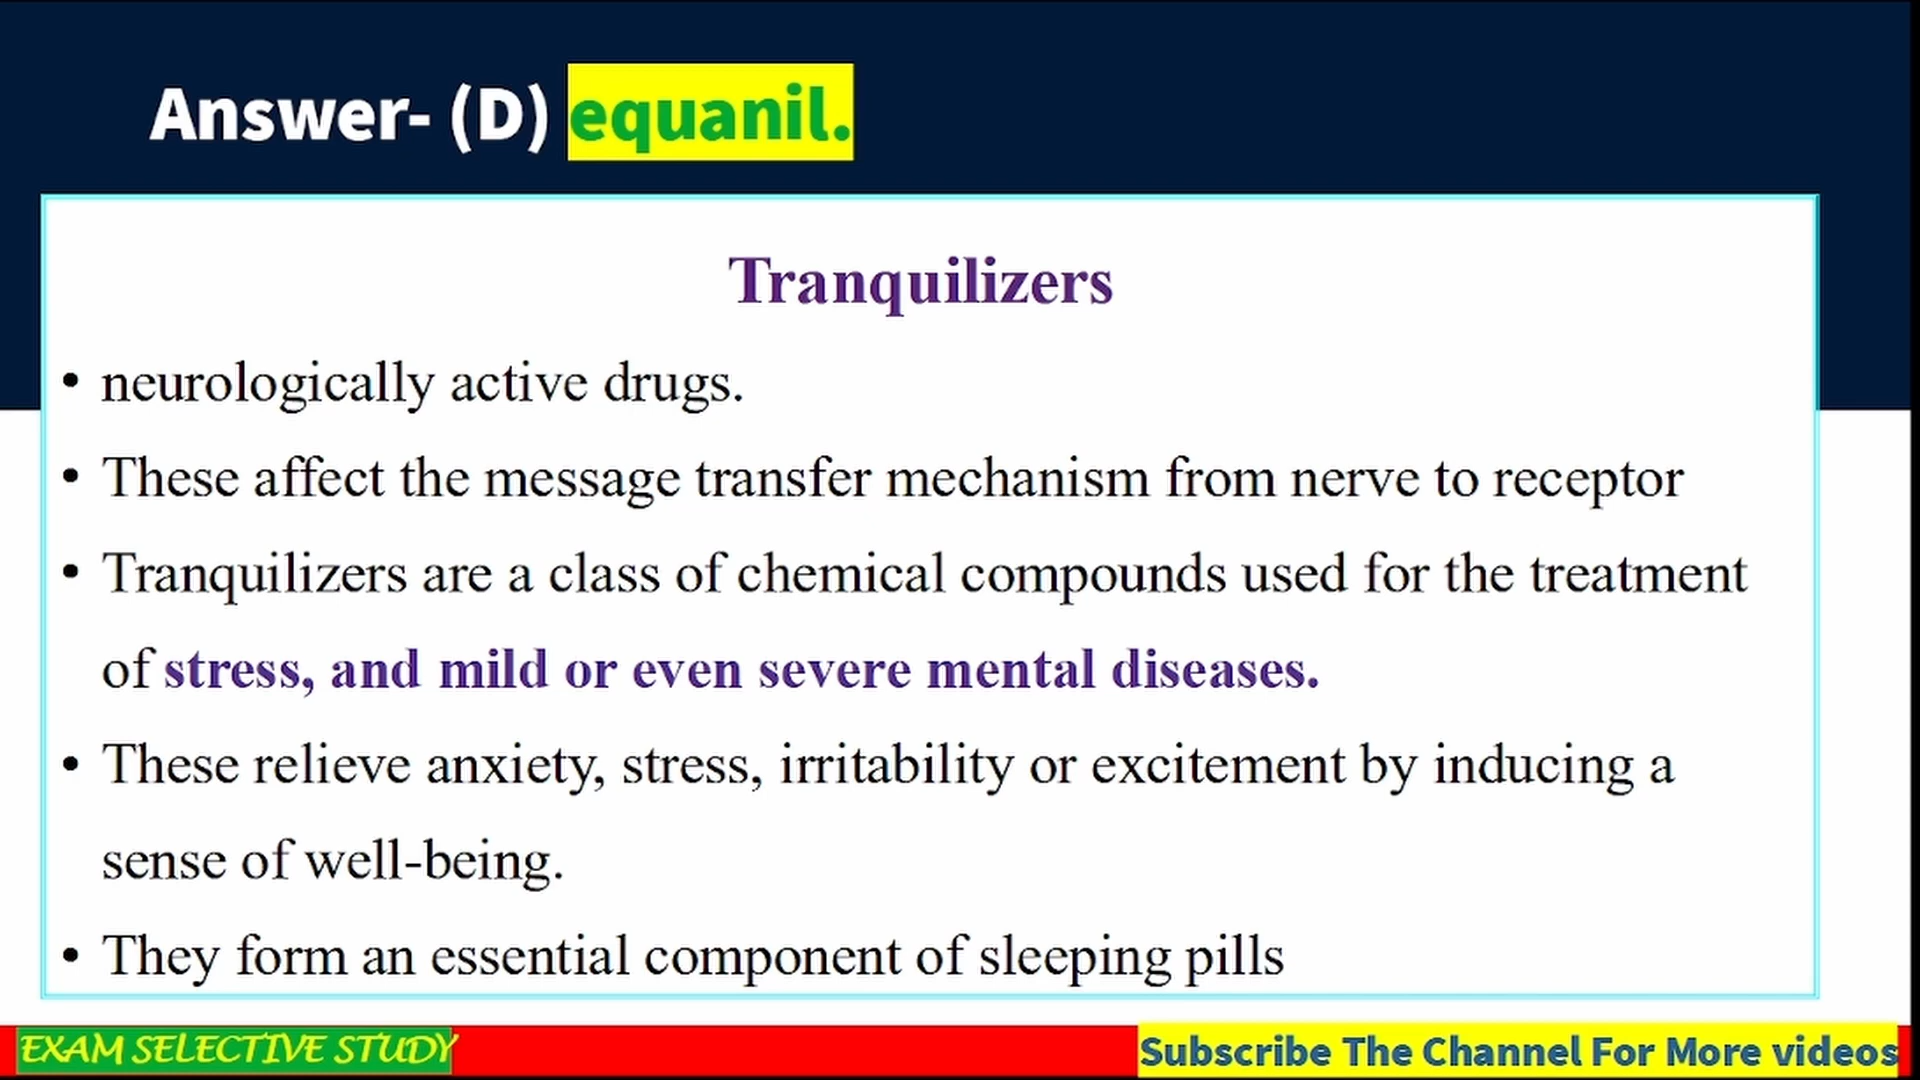 Answer- (D) equanil.
Tranquilizers
• neurologically active drugs.
• These affect the message transfer mechanism from nerve to receptor
• Tranquilizers are a class of chemical compounds used for the treatment
of stress, and mild or even severe mental diseases.
• These relieve anxiety, stress, irritability or excitement by inducing a
sense of well-being.
• They form an essential component of sleeping pills
EXAM SELECTIVE STUDY
Subscribe The Channel For More videos